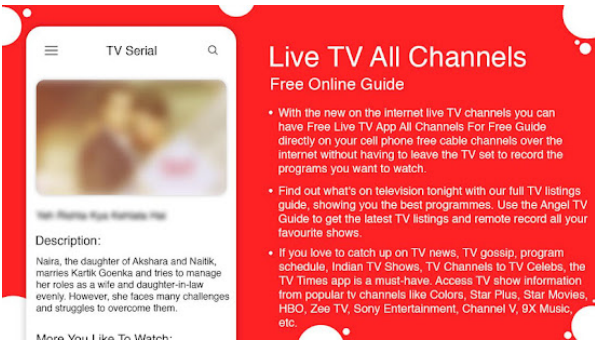 TV Serial
Description:
Naira, the daughter of Akshara and Naitik,
marries Kartik Goenka and tries to manage
her roles as a wife and daughter-in-law
evenly. However, she faces many challenges
and struggles to overcome them.
More You Like To Watch:
Live TV All Channels
Free Online Guide
• With the new on the internet live TV channels you can
have Free Live TV App All Channels For Free Guide
directly on your cell phone free cable channels over the
internet without having to leave the TV set to record the
programs you want to watch.
• Find out what's on television tonight with our full TV listings
guide, showing you the best programmes. Use the Angel TV
Guide to get the latest TV listings and remote record all your
favourite shows.
• If you love to catch up on TV news, TV gossip, program
schedule, Indian TV Shows, TV Channels to TV Celebs, the
TV Times app is a must-have. Access TV show information
from popular tv channels like Colors, Star Plus, Star Movies,
HBO, Zee TV, Sony Entertainment, Channel V, 9X Music,
etc.